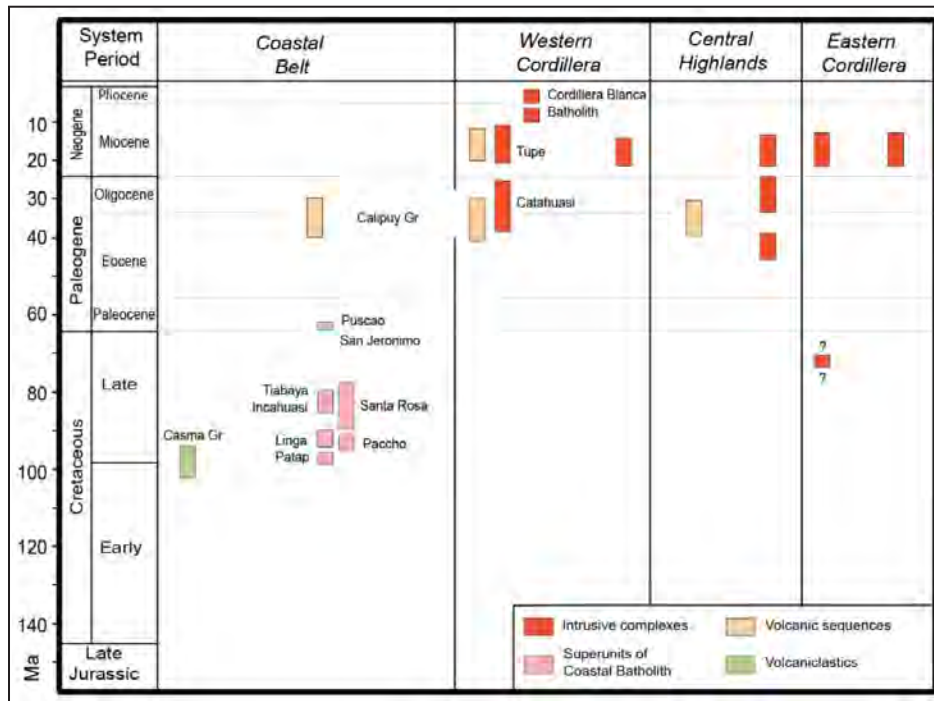 System
Period
Coastal
Belt
Western
Cordillera
Central
Highlands
Eastern
Cordillera
Neogene
Pliocene
Miocene
Cordillera Blanca
Batholith
Tupe
10
20
Paleogene
Oligocene
Eocene
Paleocene
Calipuy Gr
Catahuasi
30
40
60
Puscao
San Jeronimo
?
?
Cretaceous
Late
Early
Tiabaya
Incahuasi
Santa Rosa
Casma Gr
Linga
Patap
Paccho
80
100
120
140
Ma
Late
Jurassic
Intrusive complexes
Volcanic sequences
Superunits of
Coastal Batholith
Volcaniclastics